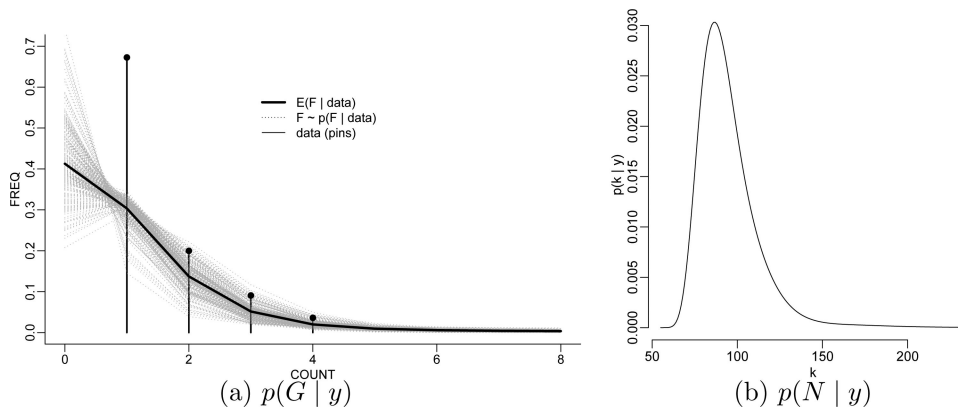 FREQ
0.0 0.1 0.2 0.3 0.4 0.5 0.6 0.7
E(F | data)
F ~ p(F | data)
data (pins)
0 2 4 6 8
COUNT
(a) p(G | y)
p(k | y)
0.000 0.005 0.010 0.015 0.020 0.025 0.030
50 100 150 200
k
(b) p(N | y)